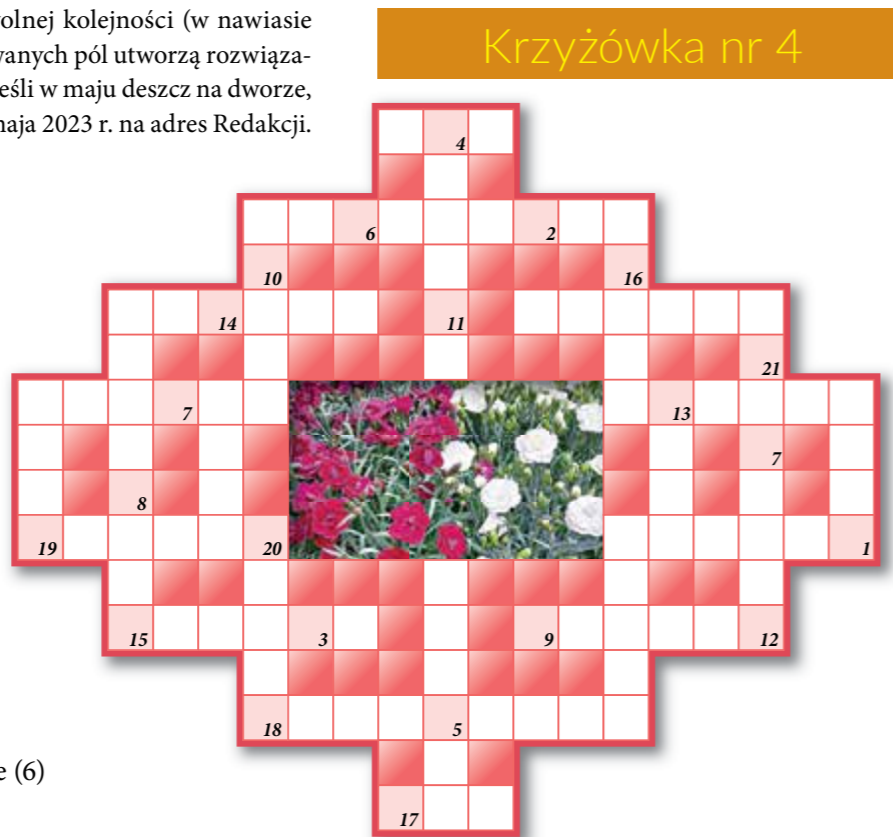 olnej kolejności (w nawiasie
wanych pól utworzą rozwiąza-
eśli w maju deszcz na dworze,
naja 2023 r. na adres Redakcji.
Krzyżówka nr 4
4
6 2
10 16
14 11
21
7 13
7
8
19 20 1
15 3 9 12
18 5
e (6)
17